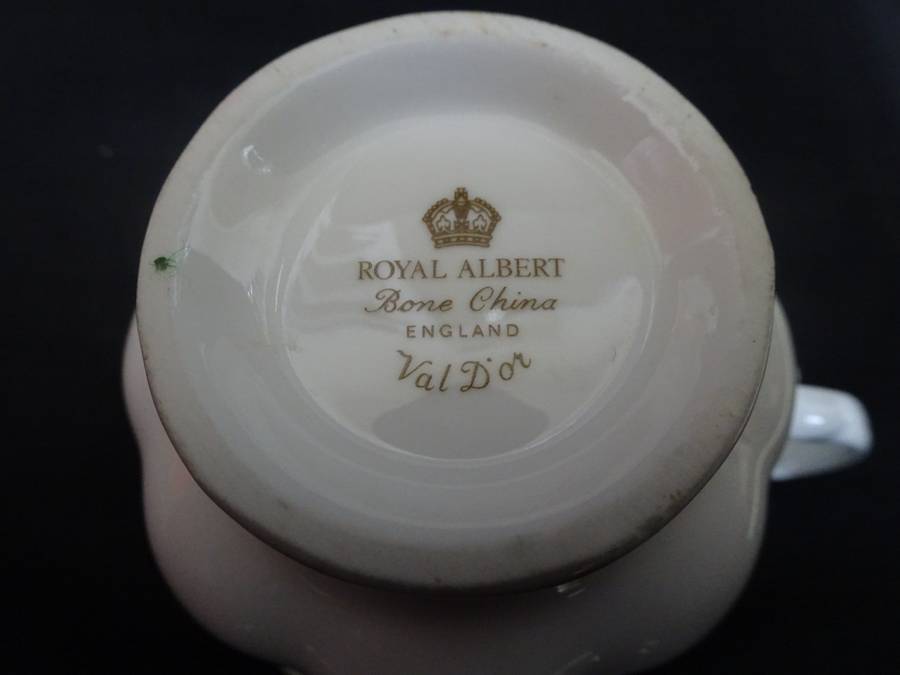 ROYAL ALBERT
Bone China
ENGLAND
Val D'or